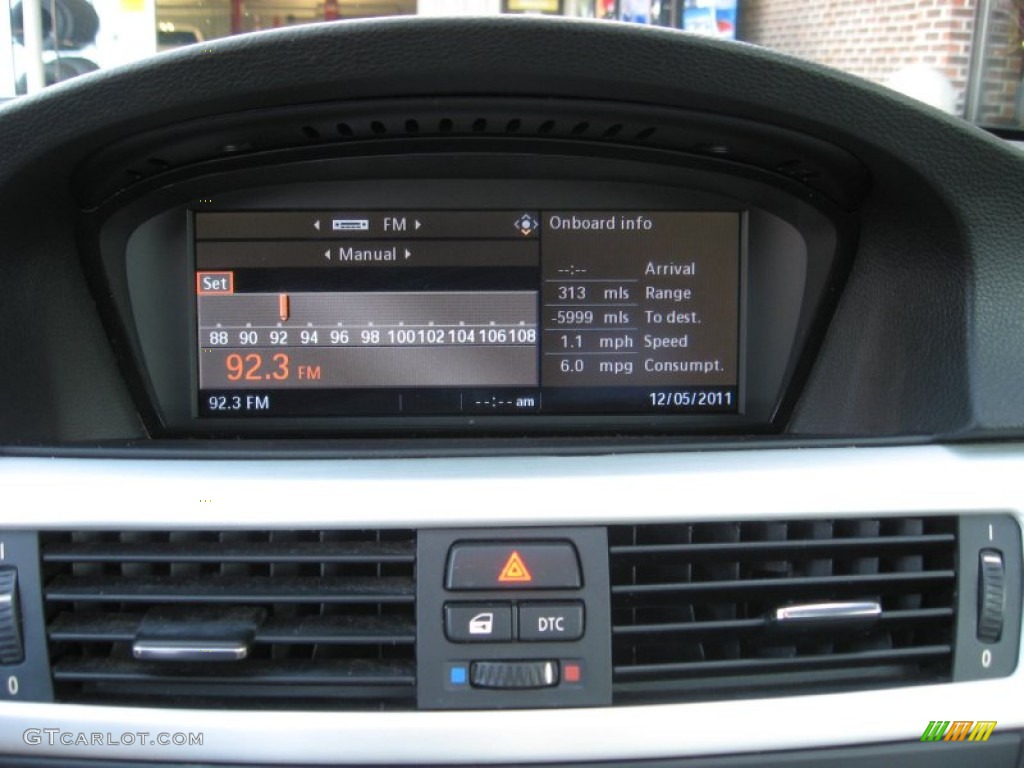 FM
Onboard info
Manual
--:-- Arrival
Set
313 mls Range
-5999 mls To dest.
88 90 92 94 96 98 100 102 104 106 108
1.1 mph Speed
92.3 FM
6.0 mpg Consumpt.
92.3 FM
--:-- am
12/05/2011
I
I
DTC
0
0
GTCARLOT.COM